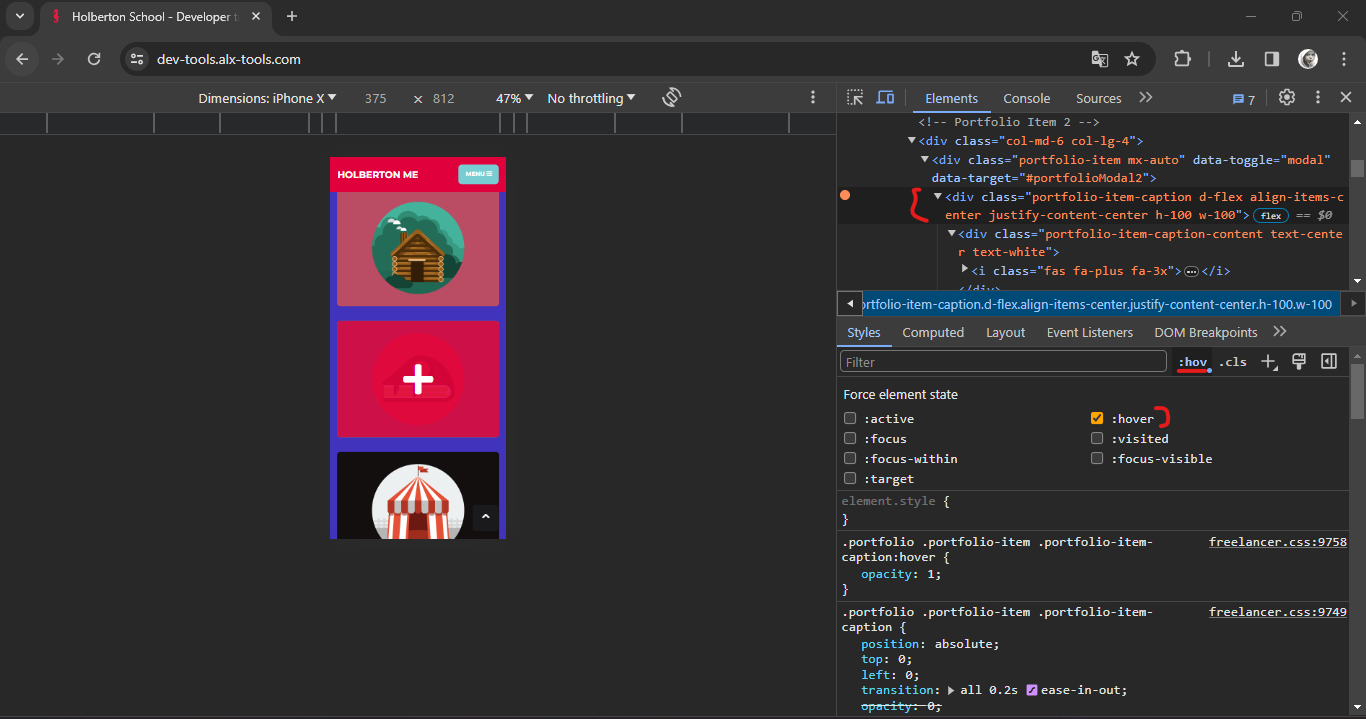 Holberton School - Developer t
dev-tools.alx-tools.com
Dimensions: iPhone X 375 × 812 47% No throttling
Elements Console Sources 7
<!-- Portfolio Item 2 -->
<div class="col-md-6 col-lg-4">
<div class="portfolio-item mx-auto" data-toggle="modal"
data-target="#portfolioModal2">
<div class="portfolio-item-caption d-flex align-items-c
enter justify-content-center h-100 w-100"> flex == $0
<div class="portfolio-item-caption-content text-cente
r text-white">
<i class="fas fa-plus fa-3x">…</i>
</div>
HOLBERTON ME MENU
ortfolio-item-caption.d-flex.align-items-center.justify-content-center.h-100.w-100
Styles Computed Layout Event Listeners DOM Breakpoints
Filter :hov .cls
Force element state
:active :hover
:focus :visited
:focus-within :focus-visible
:target
element.style {
}
.portfolio .portfolio-item .portfolio-item- freelancer.css:9758
caption:hover {
opacity: 1;
}
.portfolio .portfolio-item .portfolio-item- freelancer.css:9749
caption {
position: absolute;
top: 0;
left: 0;
transition: all 0.2s ease-in-out;
opacity: 0;